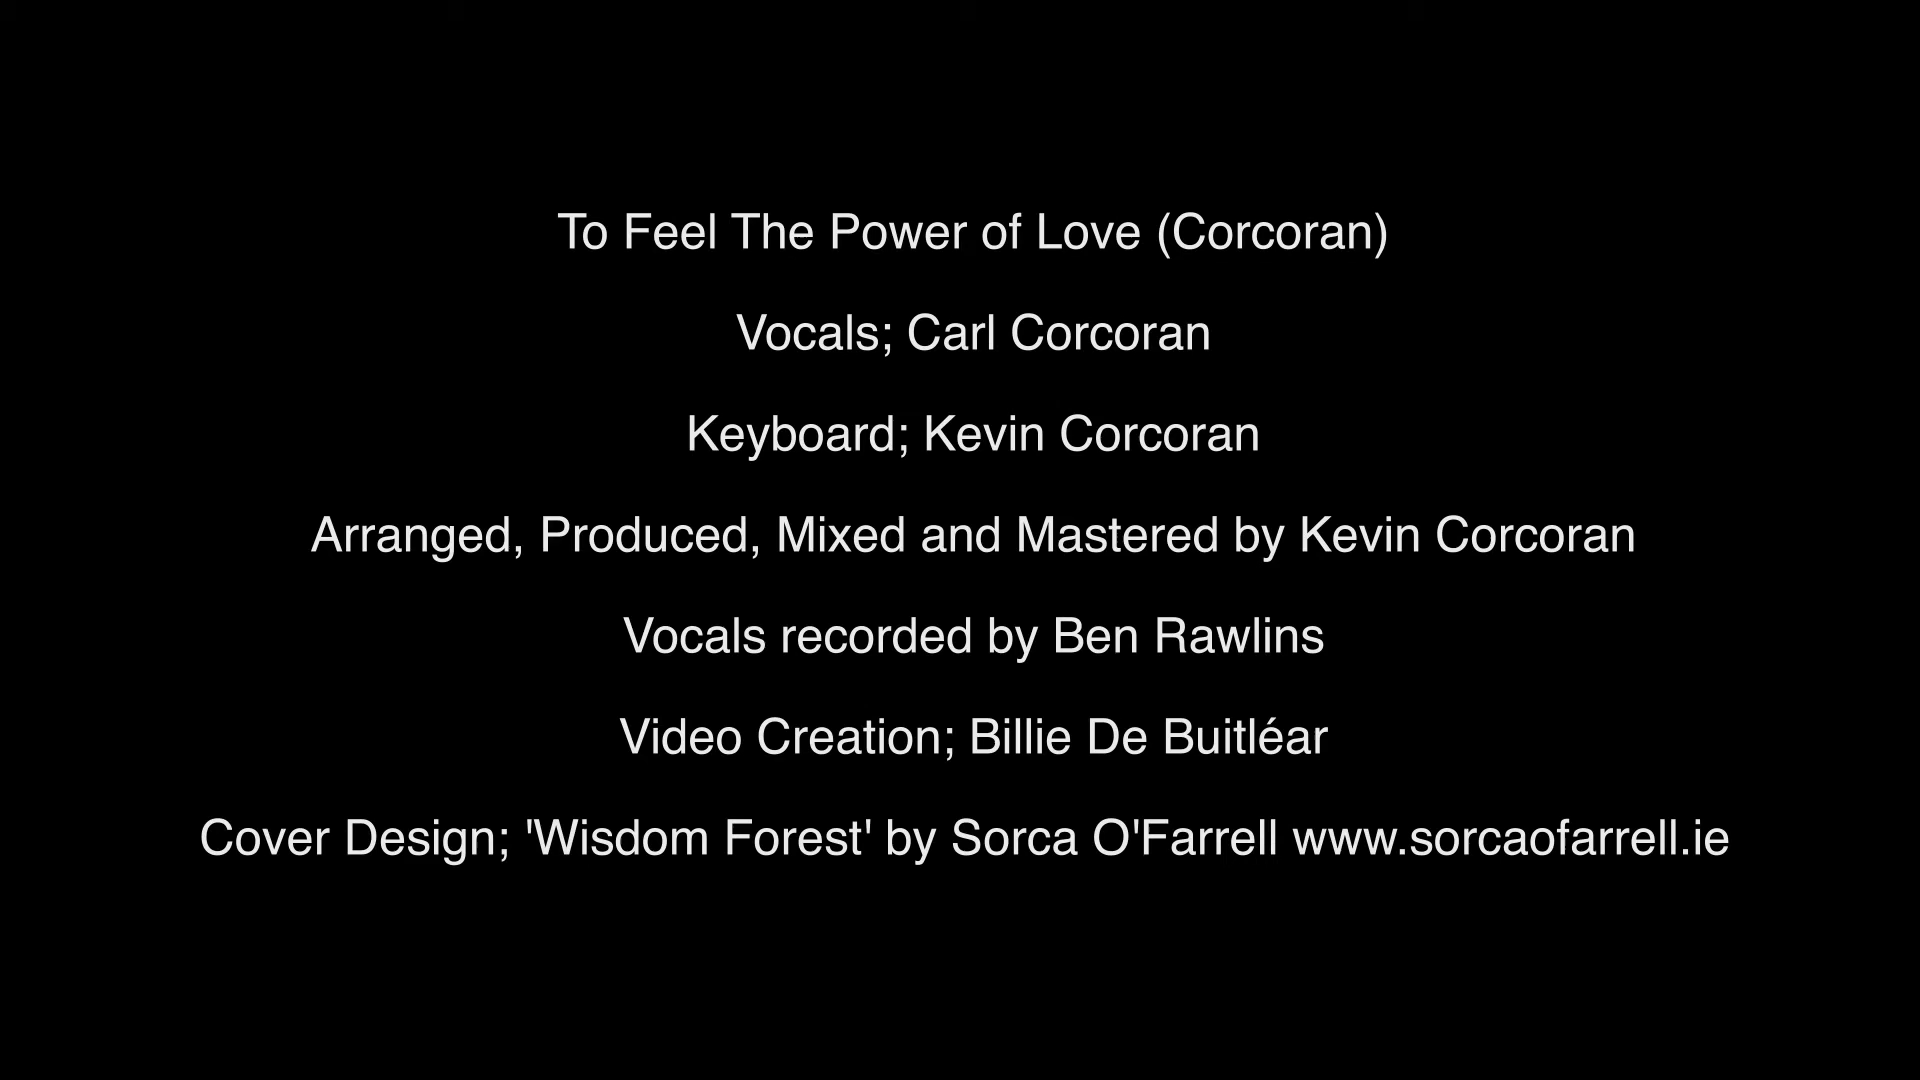 To Feel The Power of Love (Corcoran)
Vocals; Carl Corcoran
Keyboard; Kevin Corcoran
Arranged, Produced, Mixed and Mastered by Kevin Corcoran
Vocals recorded by Ben Rawlins
Video Creation; Billie De Buitléar
Cover Design; 'Wisdom Forest' by Sorca O'Farrell www.sorcaofarrell.ie